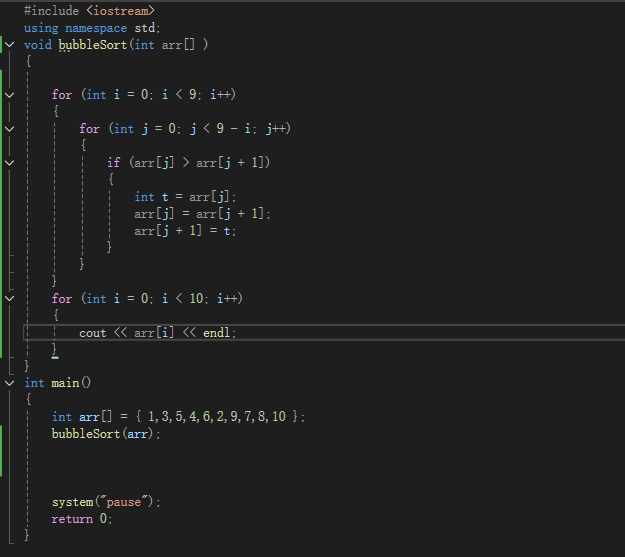 #include <iostream>
using namespace std;
void bubbleSort(int arr[] )
{
for (int i = 0; i < 9; i++)
{
for (int j = 0; j < 9 - i; j++)
{
if (arr[j] > arr[j + 1])
{
int t = arr[j];
arr[j] = arr[j + 1];
arr[j + 1] = t;
}
}
}
for (int i = 0; i < 10; i++)
{
cout << arr[i] << endl;
}
}
int main()
{
int arr[] = { 1,3,5,4,6,2,9,7,8,10 };
bubbleSort(arr);
system("pause");
return 0;
}